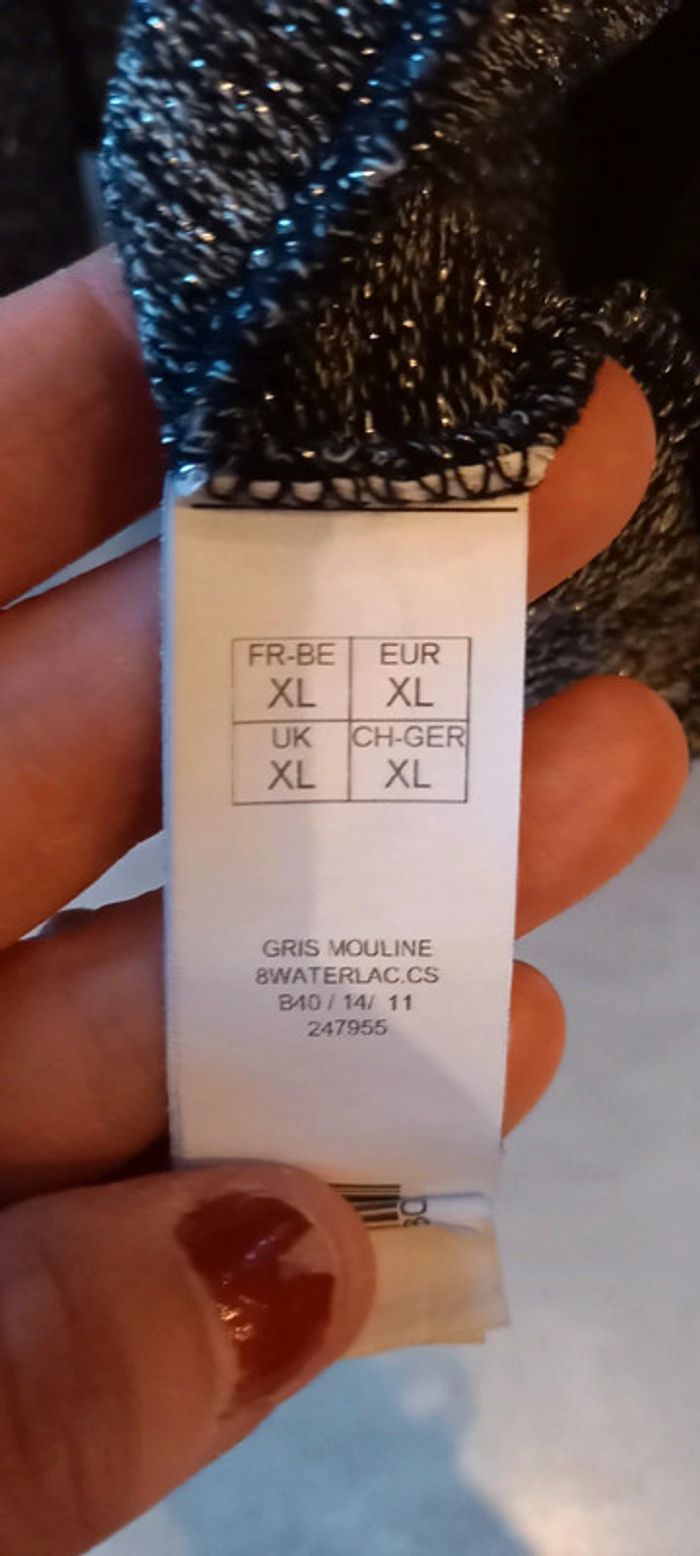 FR-BE EUR
XL XL
UK CH-GER
XL XL
GRIS MOULINE
8WATERLAC.CS
B40 / 14/ 11
247955